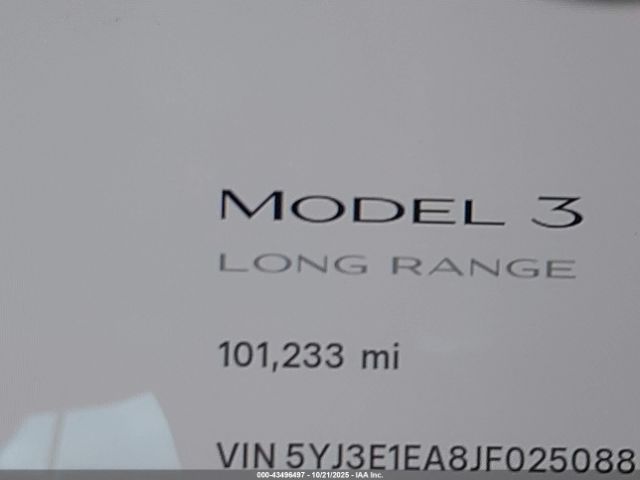 MODEL 3
LONG RANGE
101,233 mi
VIN 5YJ3E1EA8JF025088
000-43496497 - 10/21/2025 - IAA Inc.